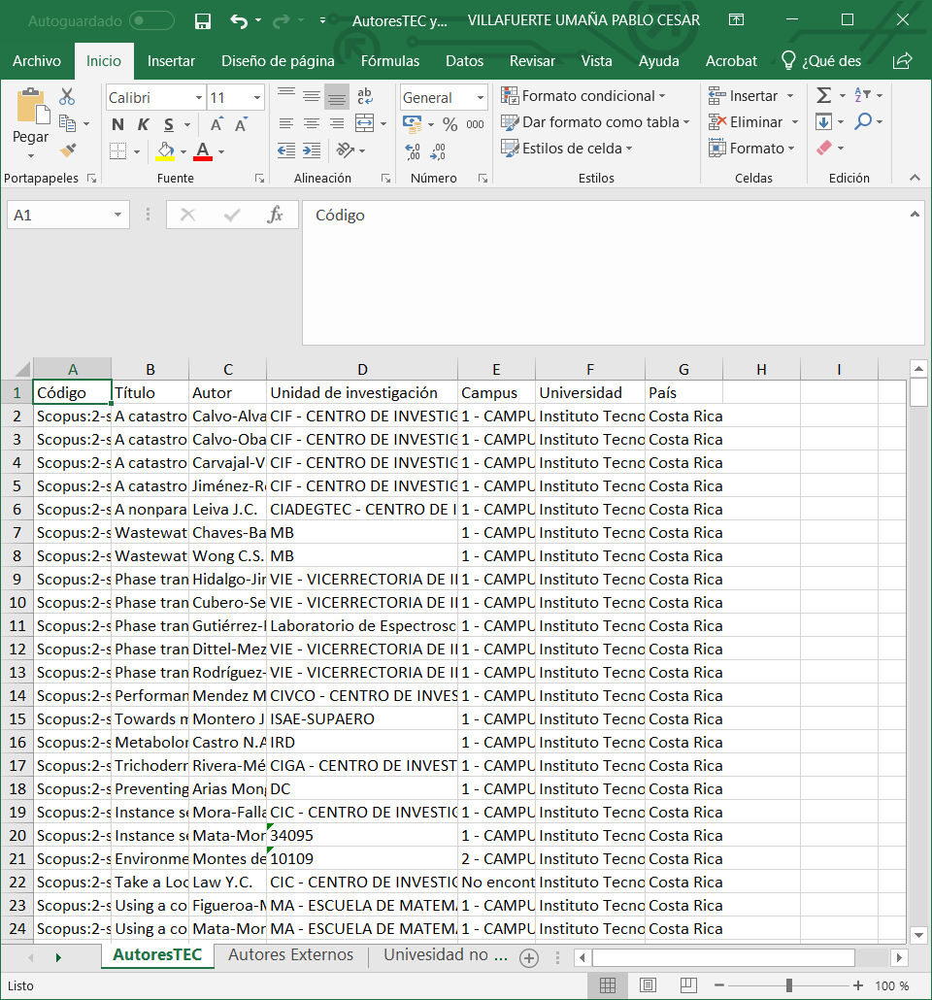 Autoguardado AutoresTEC y... VILLAFUERTE UMAÑA PABLO CESAR
Archivo Inicio Insertar Diseño de página Fórmulas Datos Revisar Vista Ayuda Acrobat ¿Qué des
Calibri 11 General Formato condicional Insertar
Pegar N K S A A % 000 Dar formato como tabla Eliminar
A Estilos de celda Formato
Portapapeles Fuente Alineación Número Estilos Celdas Edición
A1 fx Código
A B C D E F G H I
1 Código Título Autor Unidad de investigación Campus Universidad País
2 Scopus:2-s A catastro Calvo-Alva CIF - CENTRO DE INVESTIG 1 - CAMPU Instituto Tecno Costa Rica
3 Scopus:2-s A catastro Calvo-Oba CIF - CENTRO DE INVESTIG 1 - CAMPU Instituto Tecno Costa Rica
4 Scopus:2-s A catastro Carvajal-V CIF - CENTRO DE INVESTIG 1 - CAMPU Instituto Tecno Costa Rica
5 Scopus:2-s A catastro Jiménez-Ro CIF - CENTRO DE INVESTIG 1 - CAMPU Instituto Tecno Costa Rica
6 Scopus:2-s A nonpara Leiva J.C. CIADEGTEC - CENTRO DE I 1 - CAMPU Instituto Tecno Costa Rica
7 Scopus:2-s Wastewat Chaves-Ba MB 1 - CAMPU Instituto Tecno Costa Rica
8 Scopus:2-s Wastewat Wong C.S. MB 1 - CAMPU Instituto Tecno Costa Rica
9 Scopus:2-s Phase tran Hidalgo-Jim VIE - VICERRECTORIA DE II 1 - CAMPU Instituto Tecno Costa Rica
10 Scopus:2-s Phase tran Cubero-Se VIE - VICERRECTORIA DE II 1 - CAMPU Instituto Tecno Costa Rica
11 Scopus:2-s Phase tran Gutiérrez-I Laboratorio de Espectrosc 1 - CAMPU Instituto Tecno Costa Rica
12 Scopus:2-s Phase tran Dittel-Mez VIE - VICERRECTORIA DE II 1 - CAMPU Instituto Tecno Costa Rica
13 Scopus:2-s Phase tran Rodríguez- VIE - VICERRECTORIA DE II 1 - CAMPU Instituto Tecno Costa Rica
14 Scopus:2-s Performan Mendez M CIVCO - CENTRO DE INVES 1 - CAMPU Instituto Tecno Costa Rica
15 Scopus:2-s Towards m Montero J ISAE-SUPAERO 1 - CAMPU Instituto Tecno Costa Rica
16 Scopus:2-s Metabolor Castro N.A IRD 1 - CAMPU Instituto Tecno Costa Rica
17 Scopus:2-s Trichoderr Rivera-Mé CIGA - CENTRO DE INVEST 1 - CAMPU Instituto Tecno Costa Rica
18 Scopus:2-s Preventing Arias Mong DC 1 - CAMPU Instituto Tecno Costa Rica
19 Scopus:2-s Instance se Mora-Falla CIC - CENTRO DE INVESTIG 1 - CAMPU Instituto Tecno Costa Rica
20 Scopus:2-s Instance se Mata-Mon 34095 1 - CAMPU Instituto Tecno Costa Rica
21 Scopus:2-s Environme Montes de 10109 2 - CAMPU Instituto Tecno Costa Rica
22 Scopus:2-s Take a Loo Law Y.C. CIC - CENTRO DE INVESTIG No encont Instituto Tecno Costa Rica
23 Scopus:2-s Using a co Figueroa-M MA - ESCUELA DE MATEMA 1 - CAMPU Instituto Tecno Costa Rica
24 Scopus:2-s Using a co Mata-Mon MA - ESCUELA DE MATEMA 1 - CAMPU Instituto Tecno Costa Rica
AutoresTEC Autores Externos Univesidad no ...
Listo 100 %